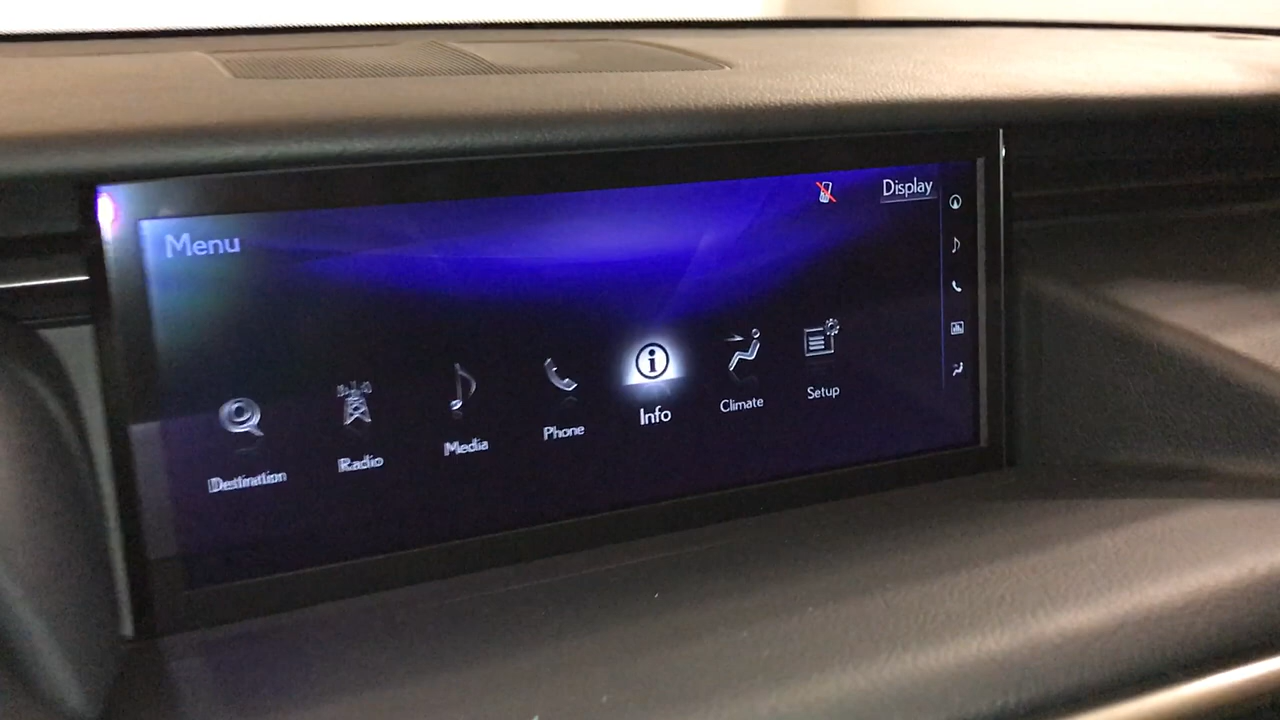 Display
Menu
Destination
Radio
Media
Phone
Info
Climate
Setup